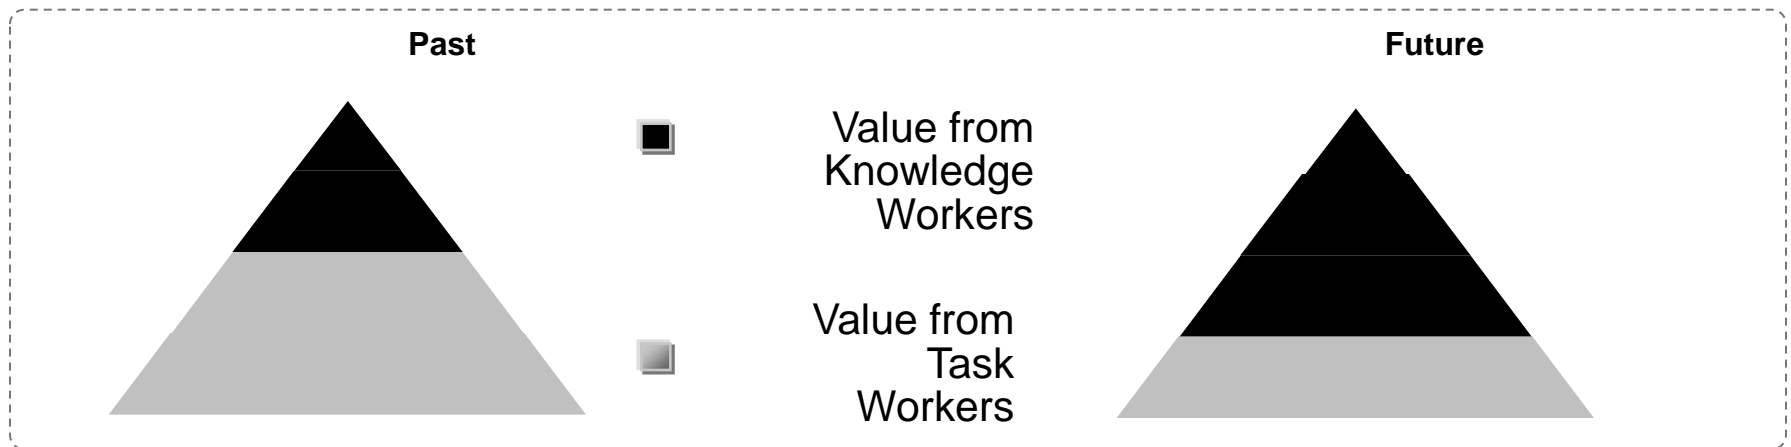 Past
Future
Value from
Knowledge
Workers
Value from
Task
Workers